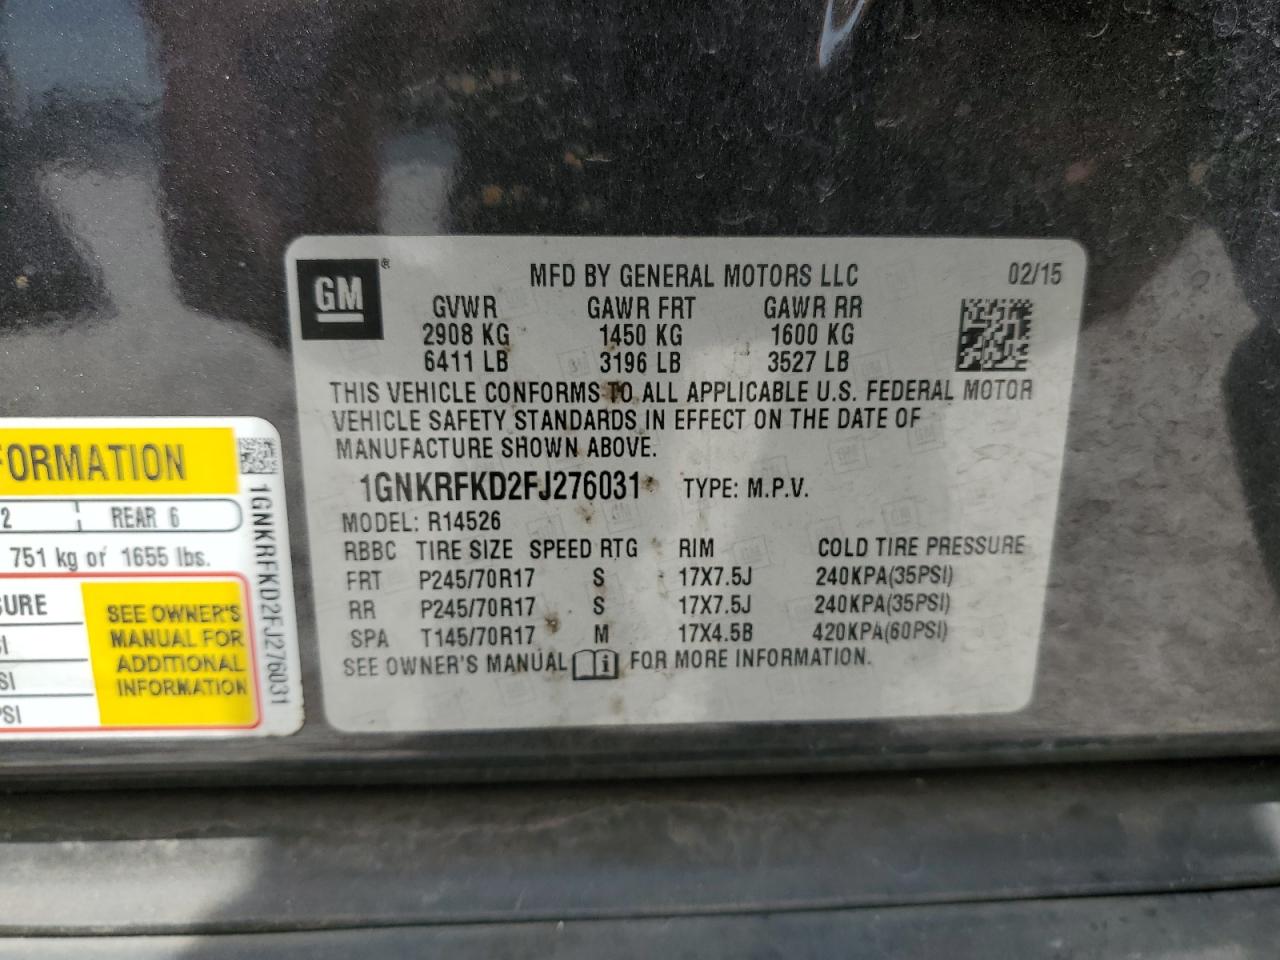 GM®
MFD BY GENERAL MOTORS LLC 02/15
GVWR GAWR FRT GAWR RR
2908 KG 1450 KG 1600 KG
6411 LB 3196 LB 3527 LB
THIS VEHICLE CONFORMS TO ALL APPLICABLE U.S. FEDERAL MOTOR
VEHICLE SAFETY STANDARDS IN EFFECT ON THE DATE OF
MANUFACTURE SHOWN ABOVE.
1GNKRFKD2FJ276031 TYPE: M.P.V.
MODEL: R14526
RBBC TIRE SIZE SPEED RTG RIM COLD TIRE PRESSURE
FRT P245/70R17 S 17X7.5J 240KPA(35PSI)
RR P245/70R17 S 17X7.5J 240KPA(35PSI)
SPA T145/70R17 M 17X4.5B 420KPA(60PSI)
SEE OWNER'S MANUAL i FOR MORE INFORMATION.
FORMATION
2 REAR 6
751 kg or 1655 lbs.
SURE
SI
SI
PSI
SEE OWNER'S
MANUAL FOR
ADDITIONAL
INFORMATION
1GNKRFKD2FJ276031